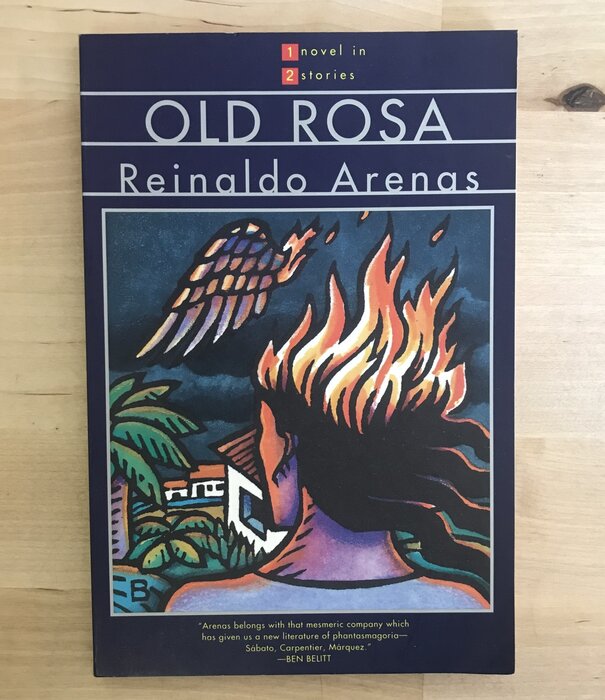 1 novel in
2 stories
OLD ROSA
Reinaldo Arenas
B
"Arenas belongs with that mesmeric company which
has given us a new literature of phantasmagoria—
Sábato, Carpentier, Márquez."
—BEN BELITT